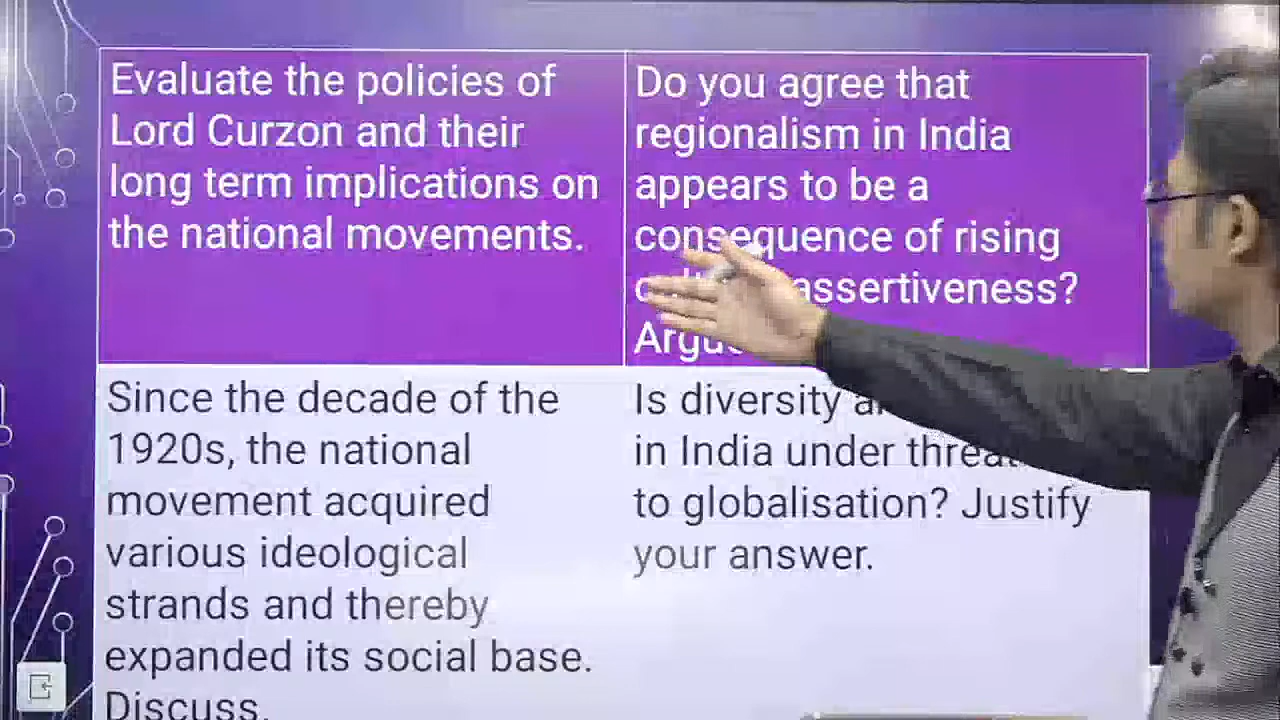 Evaluate the policies of
Lord Curzon and their
long term implications on
the national movements.
Do you agree that
regionalism in India
appears to be a
consequence of rising
assertiveness?
Since the decade of the
1920s, the national
movement acquired
various ideological
strands and thereby
expanded its social base.
Discuss.
Is diversity
in India under
to globalisation? Justify
your answer.